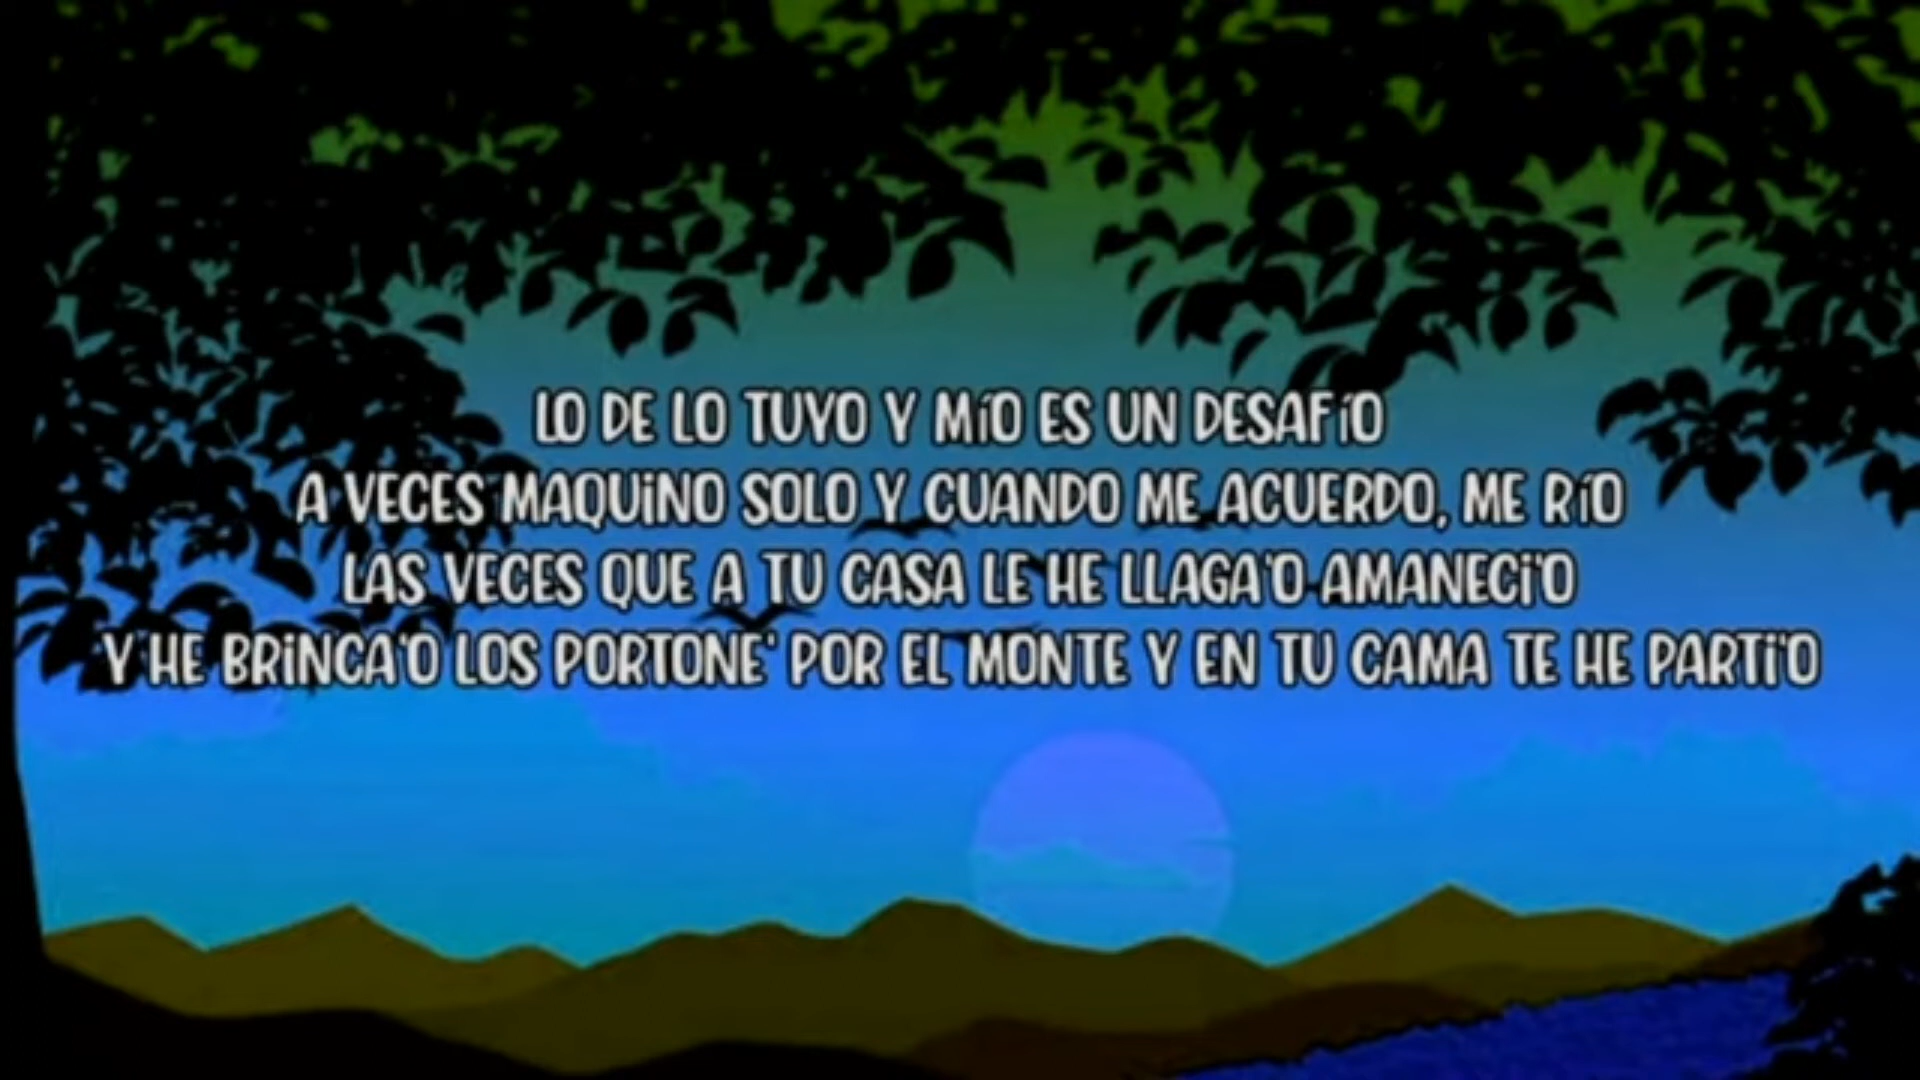 LO DE LO TUYO Y MÍO ES UN DESAFÍO
A VECES MAQUINO SOLO Y CUANDO ME ACUERDO, ME RÍO
LAS VECES QUE A TU CASA LE HE LLAGA'O AMANECI'O
Y HE BRINCA'O LOS PORTONE' POR EL MONTE Y EN TU CAMA TE HE PARTI'O